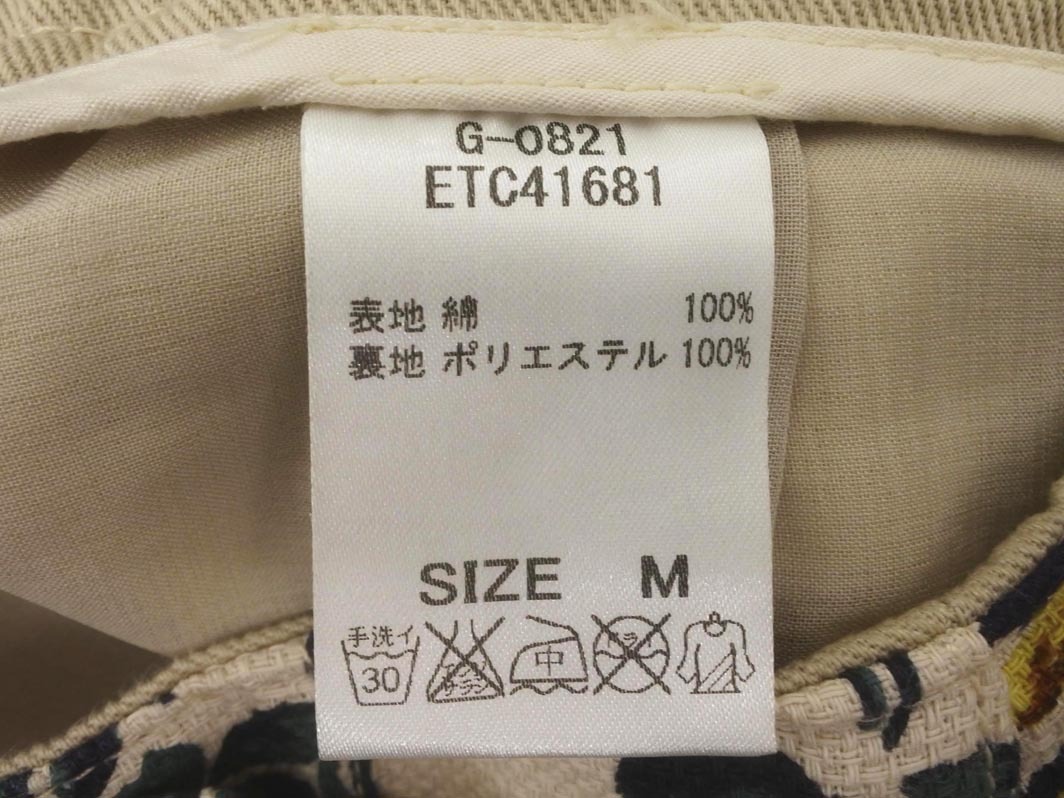 G-0821
ETC41681
表地 綿 100%
裏地 ポリエステル 100%
SIZE M
手洗イ 30 中